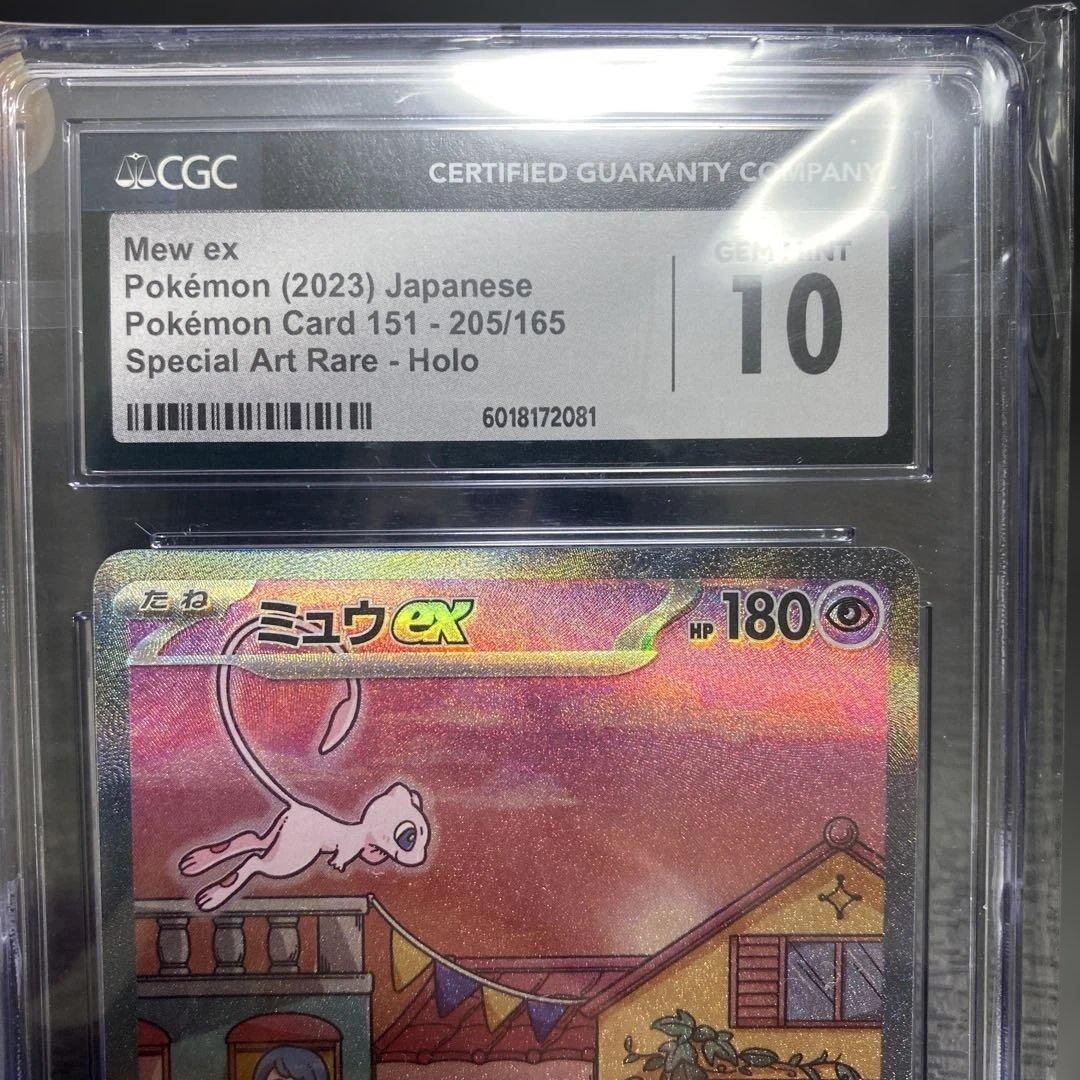 CGC
CERTIFIED GUARANTY COMPANY
Mew ex
Pokémon (2023) Japanese
Pokémon Card 151 - 205/165
Special Art Rare - Holo
GEM MINT
10
6018172081
たね
ミュウex
HP 180